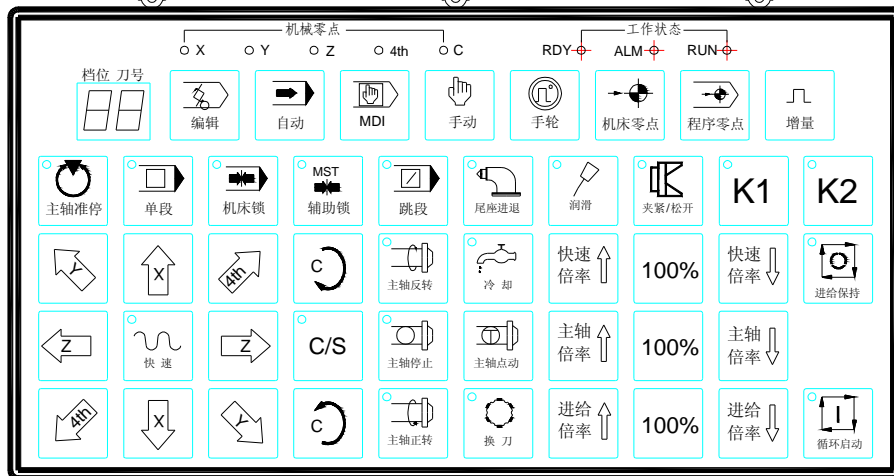 机械零点
工作状态
X Y Z 4th C
RDY ALM RUN
档位 刀号
编辑 自动 MDI 手动 手轮 机床零点 程序零点 增量
主轴准停 单段 机床锁 MST 辅助锁 跳段 尾座进退 润滑 夹紧/松开 K1 K2
Y X 4th C 主轴反转 冷却 快速 100% 快速 进给保持
倍率 倍率
Z 快速 Z C/S 主轴停止 主轴点动 主轴 100% 主轴
倍率 倍率
4th X Y C 主轴正转 换刀 进给 100% 进给 循环启动
倍率 倍率